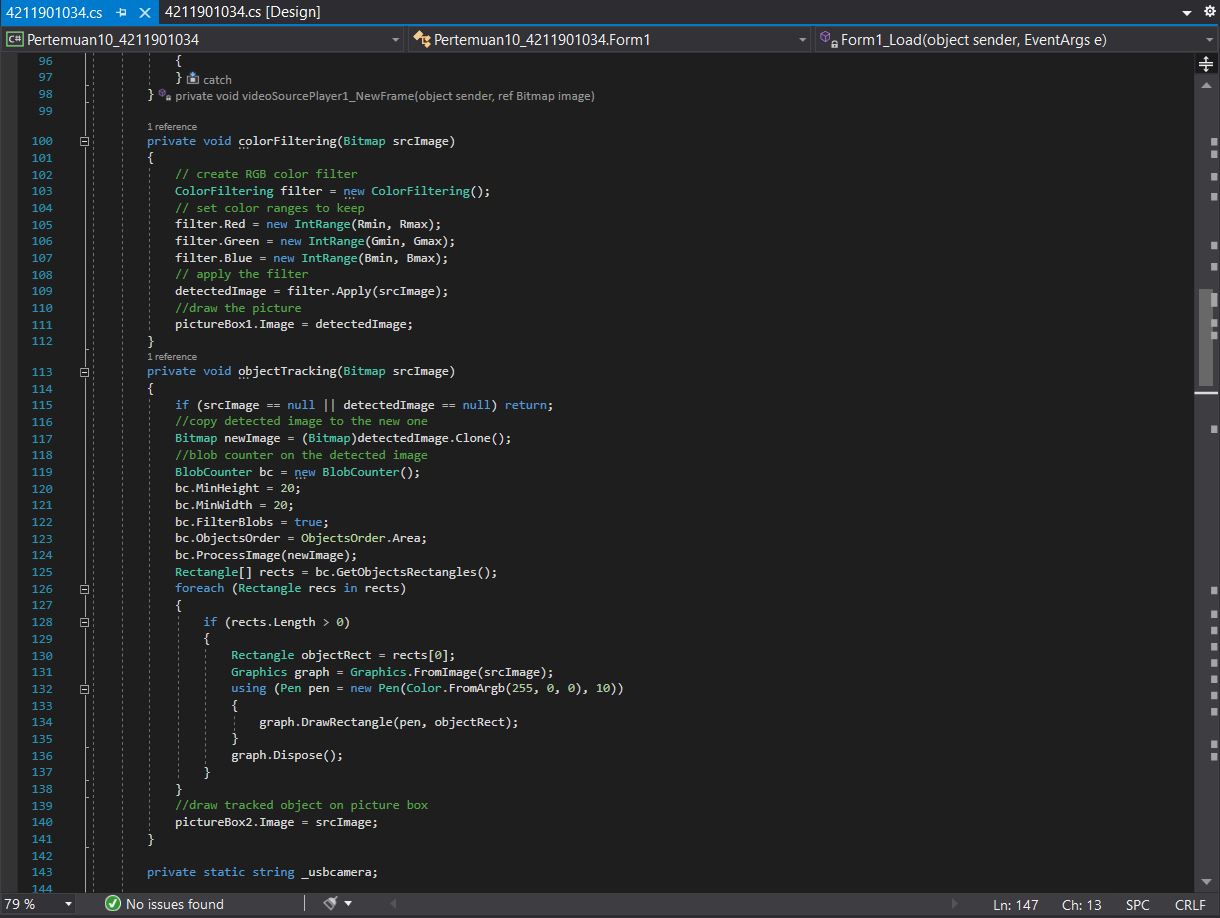 4211901034.cs
4211901034.cs [Design]
C# Pertemuan10_4211901034
Pertemuan10_4211901034.Form1
Form1_Load(object sender, EventArgs e)
96 {
97 } catch
98 } private void videoSourcePlayer1_NewFrame(object sender, ref Bitmap image)
99
1 reference
100 private void colorFiltering(Bitmap srcImage)
101 {
102 // create RGB color filter
103 ColorFiltering filter = new ColorFiltering();
104 // set color ranges to keep
105 filter.Red = new IntRange(Rmin, Rmax);
106 filter.Green = new IntRange(Gmin, Gmax);
107 filter.Blue = new IntRange(Bmin, Bmax);
108 // apply the filter
109 detectedImage = filter.Apply(srcImage);
110 //draw the picture
111 pictureBox1.Image = detectedImage;
112 }
1 reference
113 private void objectTracking(Bitmap srcImage)
114 {
115 if (srcImage == null || detectedImage == null) return;
116 //copy detected image to the new one
117 Bitmap newImage = (Bitmap)detectedImage.Clone();
118 //blob counter on the detected image
119 BlobCounter bc = new BlobCounter();
120 bc.MinHeight = 20;
121 bc.MinWidth = 20;
122 bc.FilterBlobs = true;
123 bc.ObjectsOrder = ObjectsOrder.Area;
124 bc.ProcessImage(newImage);
125 Rectangle[] rects = bc.GetObjectsRectangles();
126 foreach (Rectangle recs in rects)
127 {
128 if (rects.Length > 0)
129 {
130 Rectangle objectRect = rects[0];
131 Graphics graph = Graphics.FromImage(srcImage);
132 using (Pen pen = new Pen(Color.FromArgb(255, 0, 0), 10))
133 {
134 graph.DrawRectangle(pen, objectRect);
135 }
136 graph.Dispose();
137 }
138 }
139 //draw tracked object on picture box
140 pictureBox2.Image = srcImage;
141 }
142
143 private static string _usbcamera;
144
79 %
No issues found
Ln: 147
Ch: 13
SPC
CRLF